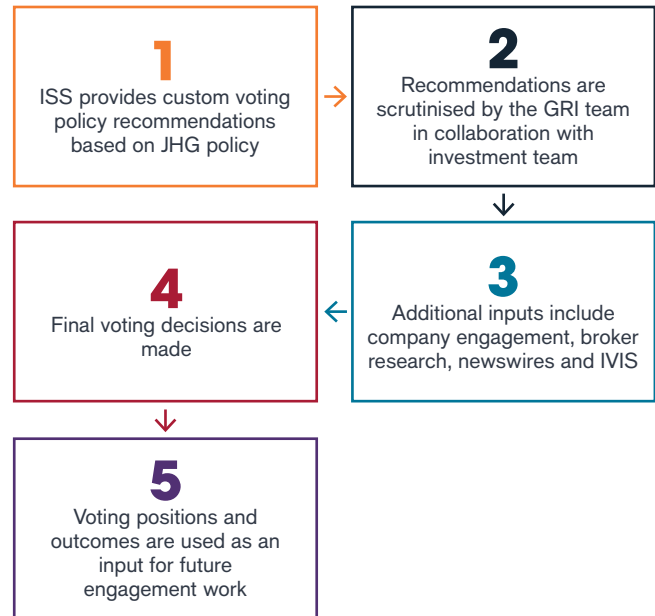 1
ISS provides custom voting
policy recommendations
based on JHG policy
2
Recommendations are
scrutinised by the GRI team
in collaboration with
investment team
3
Additional inputs include
company engagement, broker
research, newswires and IVIS
4
Final voting decisions are
made
5
Voting positions and
outcomes are used as an
input for future
engagement work